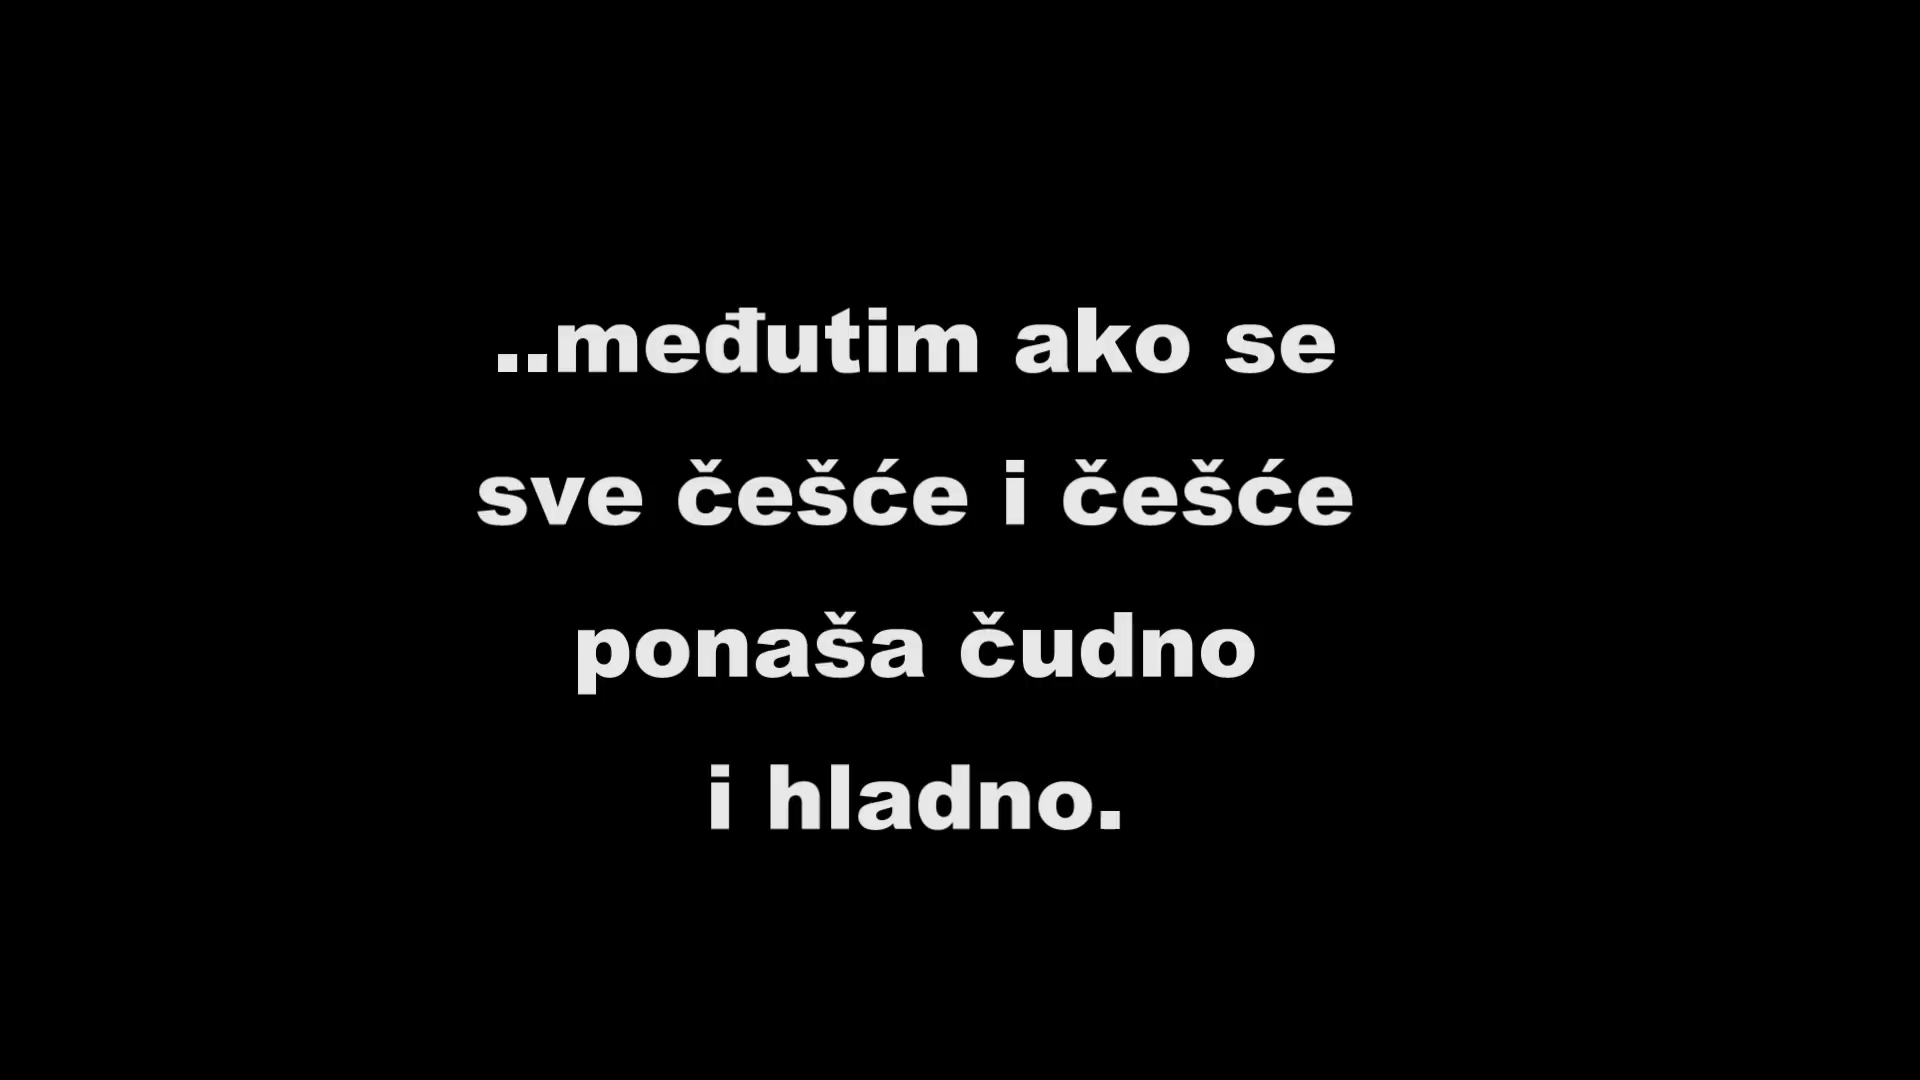 ..međutim ako se
sve češće i češće
ponaša čudno
i hladno.